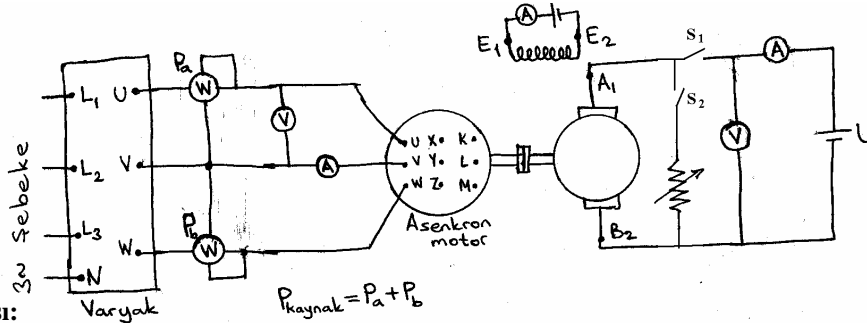 3~ şebeke
L1 U
L2 V
L3 W
N
Varyak
Pa
W
V
A
Pb
W
U X K
V Y L
W Z M
Asenkron
motor
Pkaynak = Pa + Pb
A
E1 E2
A1
B2
S1
S2
A
V
U
sı: